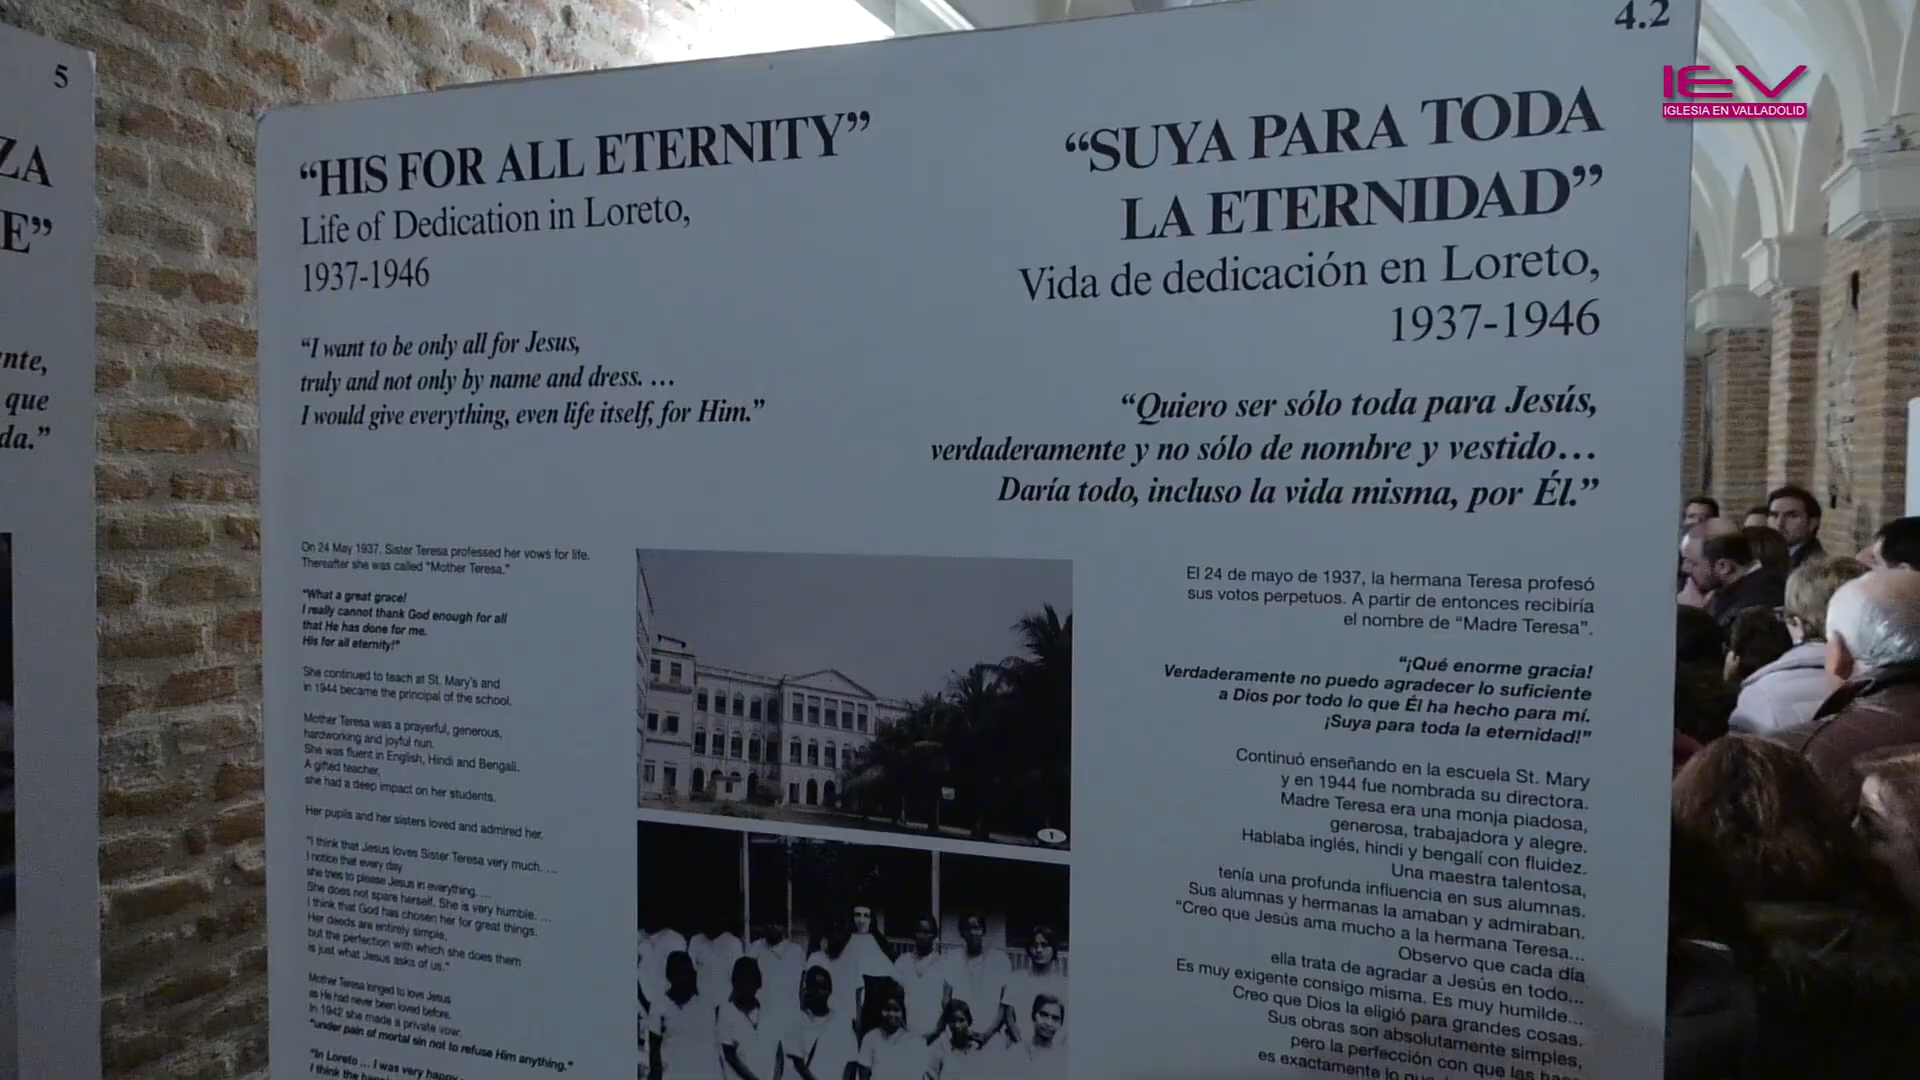 5
ZA
E”
nte,
que
da.”
4.2
IEV
IGLESIA EN VALLADOLID
“HIS FOR ALL ETERNITY”
Life of Dedication in Loreto,
1937-1946
“I want to be only all for Jesus,
truly and not only by name and dress. …
I would give everything, even life itself, for Him.”
On 24 May 1937, Sister Teresa professed her vows for life.
Thereafter she was called “Mother Teresa.”
“What a great grace!
I really cannot thank God enough for all
that He has done for me.
His for all eternity!”
She continued to teach at St. Mary’s and
in 1944 became the principal of the school.
Mother Teresa was a prayerful, generous,
hardworking and joyful nun.
She was fluent in English, Hindi and Bengali.
A gifted teacher,
she had a deep impact on her students.
Her pupils and her sisters loved and admired her.
“I think that Jesus loves Sister Teresa very much. …
I notice that every day
she tries to please Jesus in everything. …
She does not spare herself. She is very humble. …
I think that God has chosen her for great things.
Her deeds are entirely simple,
but the perfection with which she does them
is just what Jesus asks of us.”
Mother Teresa longed to love Jesus
as He had never been loved before.
In 1942 she made a private vow:
“under pain of mortal sin not to refuse Him anything.”
“In Loreto … I was very happy
I think the
1
“SUYA PARA TODA
LA ETERNIDAD”
Vida de dedicación en Loreto,
1937-1946
“Quiero ser sólo toda para Jesús,
verdaderamente y no sólo de nombre y vestido…
Daría todo, incluso la vida misma, por Él.”
El 24 de mayo de 1937, la hermana Teresa profesó
sus votos perpetuos. A partir de entonces recibiría
el nombre de “Madre Teresa”.
“¡Qué enorme gracia!
Verdaderamente no puedo agradecer lo suficiente
a Dios por todo lo que Él ha hecho para mí.
¡Suya para toda la eternidad!”
Continuó enseñando en la escuela St. Mary
y en 1944 fue nombrada su directora.
Madre Teresa era una monja piadosa,
generosa, trabajadora y alegre.
Hablaba inglés, hindi y bengalí con fluidez.
Una maestra talentosa,
tenía una profunda influencia en sus alumnas.
Sus alumnas y hermanas la amaban y admiraban.
“Creo que Jesús ama mucho a la hermana Teresa…
Observo que cada día
ella trata de agradar a Jesús en todo…
Es muy exigente consigo misma. Es muy humilde…
Creo que Dios la eligió para grandes cosas.
Sus obras son absolutamente simples,
pero la perfección con que las
es exactamente lo